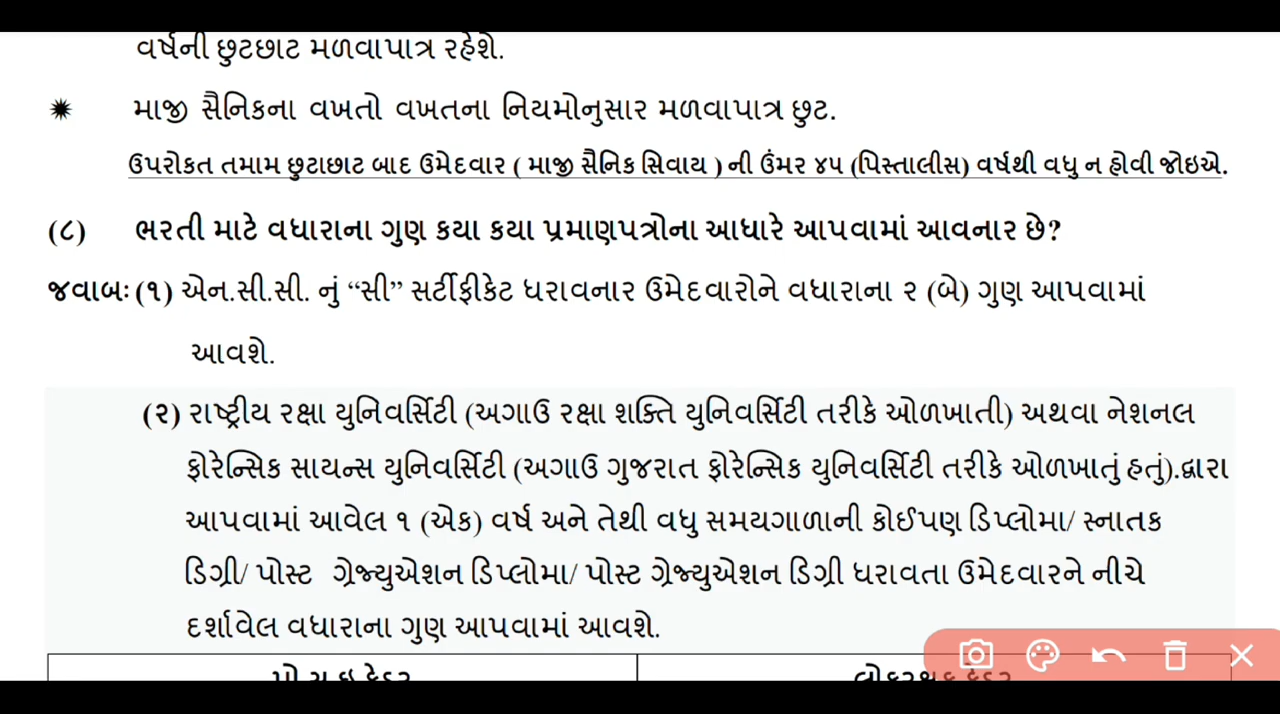 વર્ષની છુટછાટ મળવાપાત્ર રહેશે.
✷ માજી સૈનિકના વખતો વખતના નિયમોનુસાર મળવાપાત્ર છુટ.
ઉપરોકત તમામ છુટાછાટ બાદ ઉમેદવાર ( માજી સૈનિક સિવાય ) ની ઉંમર ૪૫ (પિસ્તાલીસ) વર્ષથી વધુ ન હોવી જોઇએ.
(૮) ભરતી માટે વધારાના ગુણ કયા કયા પ્રમાણપત્રોના આધારે આપવામાં આવનાર છે?
જવાબઃ (૧) એન.સી.સી. નું “સી” સર્ટીફીકેટ ધરાવનાર ઉમેદવારોને વધારાના ૨ (બે) ગુણ આપવામાં
આવશે.
(૨) રાષ્ટ્રીય રક્ષા યુનિવર્સિટી (અગાઉ રક્ષા શક્તિ યુનિવર્સિટી તરીકે ઓળખાતી) અથવા નેશનલ
ફોરેન્સિક સાયન્સ યુનિવર્સિટી (અગાઉ ગુજરાત ફોરેન્સિક યુનિવર્સિટી તરીકે ઓળખાતું હતું).દ્વારા
આપવામાં આવેલ ૧ (એક) વર્ષ અને તેથી વધુ સમયગાળાની કોઈપણ ડિપ્લોમા/ સ્નાતક
ડિગ્રી/ પોસ્ટ ગ્રેજ્યુએશન ડિપ્લોમા/ પોસ્ટ ગ્રેજ્યુએશન ડિગ્રી ધરાવતા ઉમેદવારને નીચે
દર્શાવેલ વધારાના ગુણ આપવામાં આવશે.